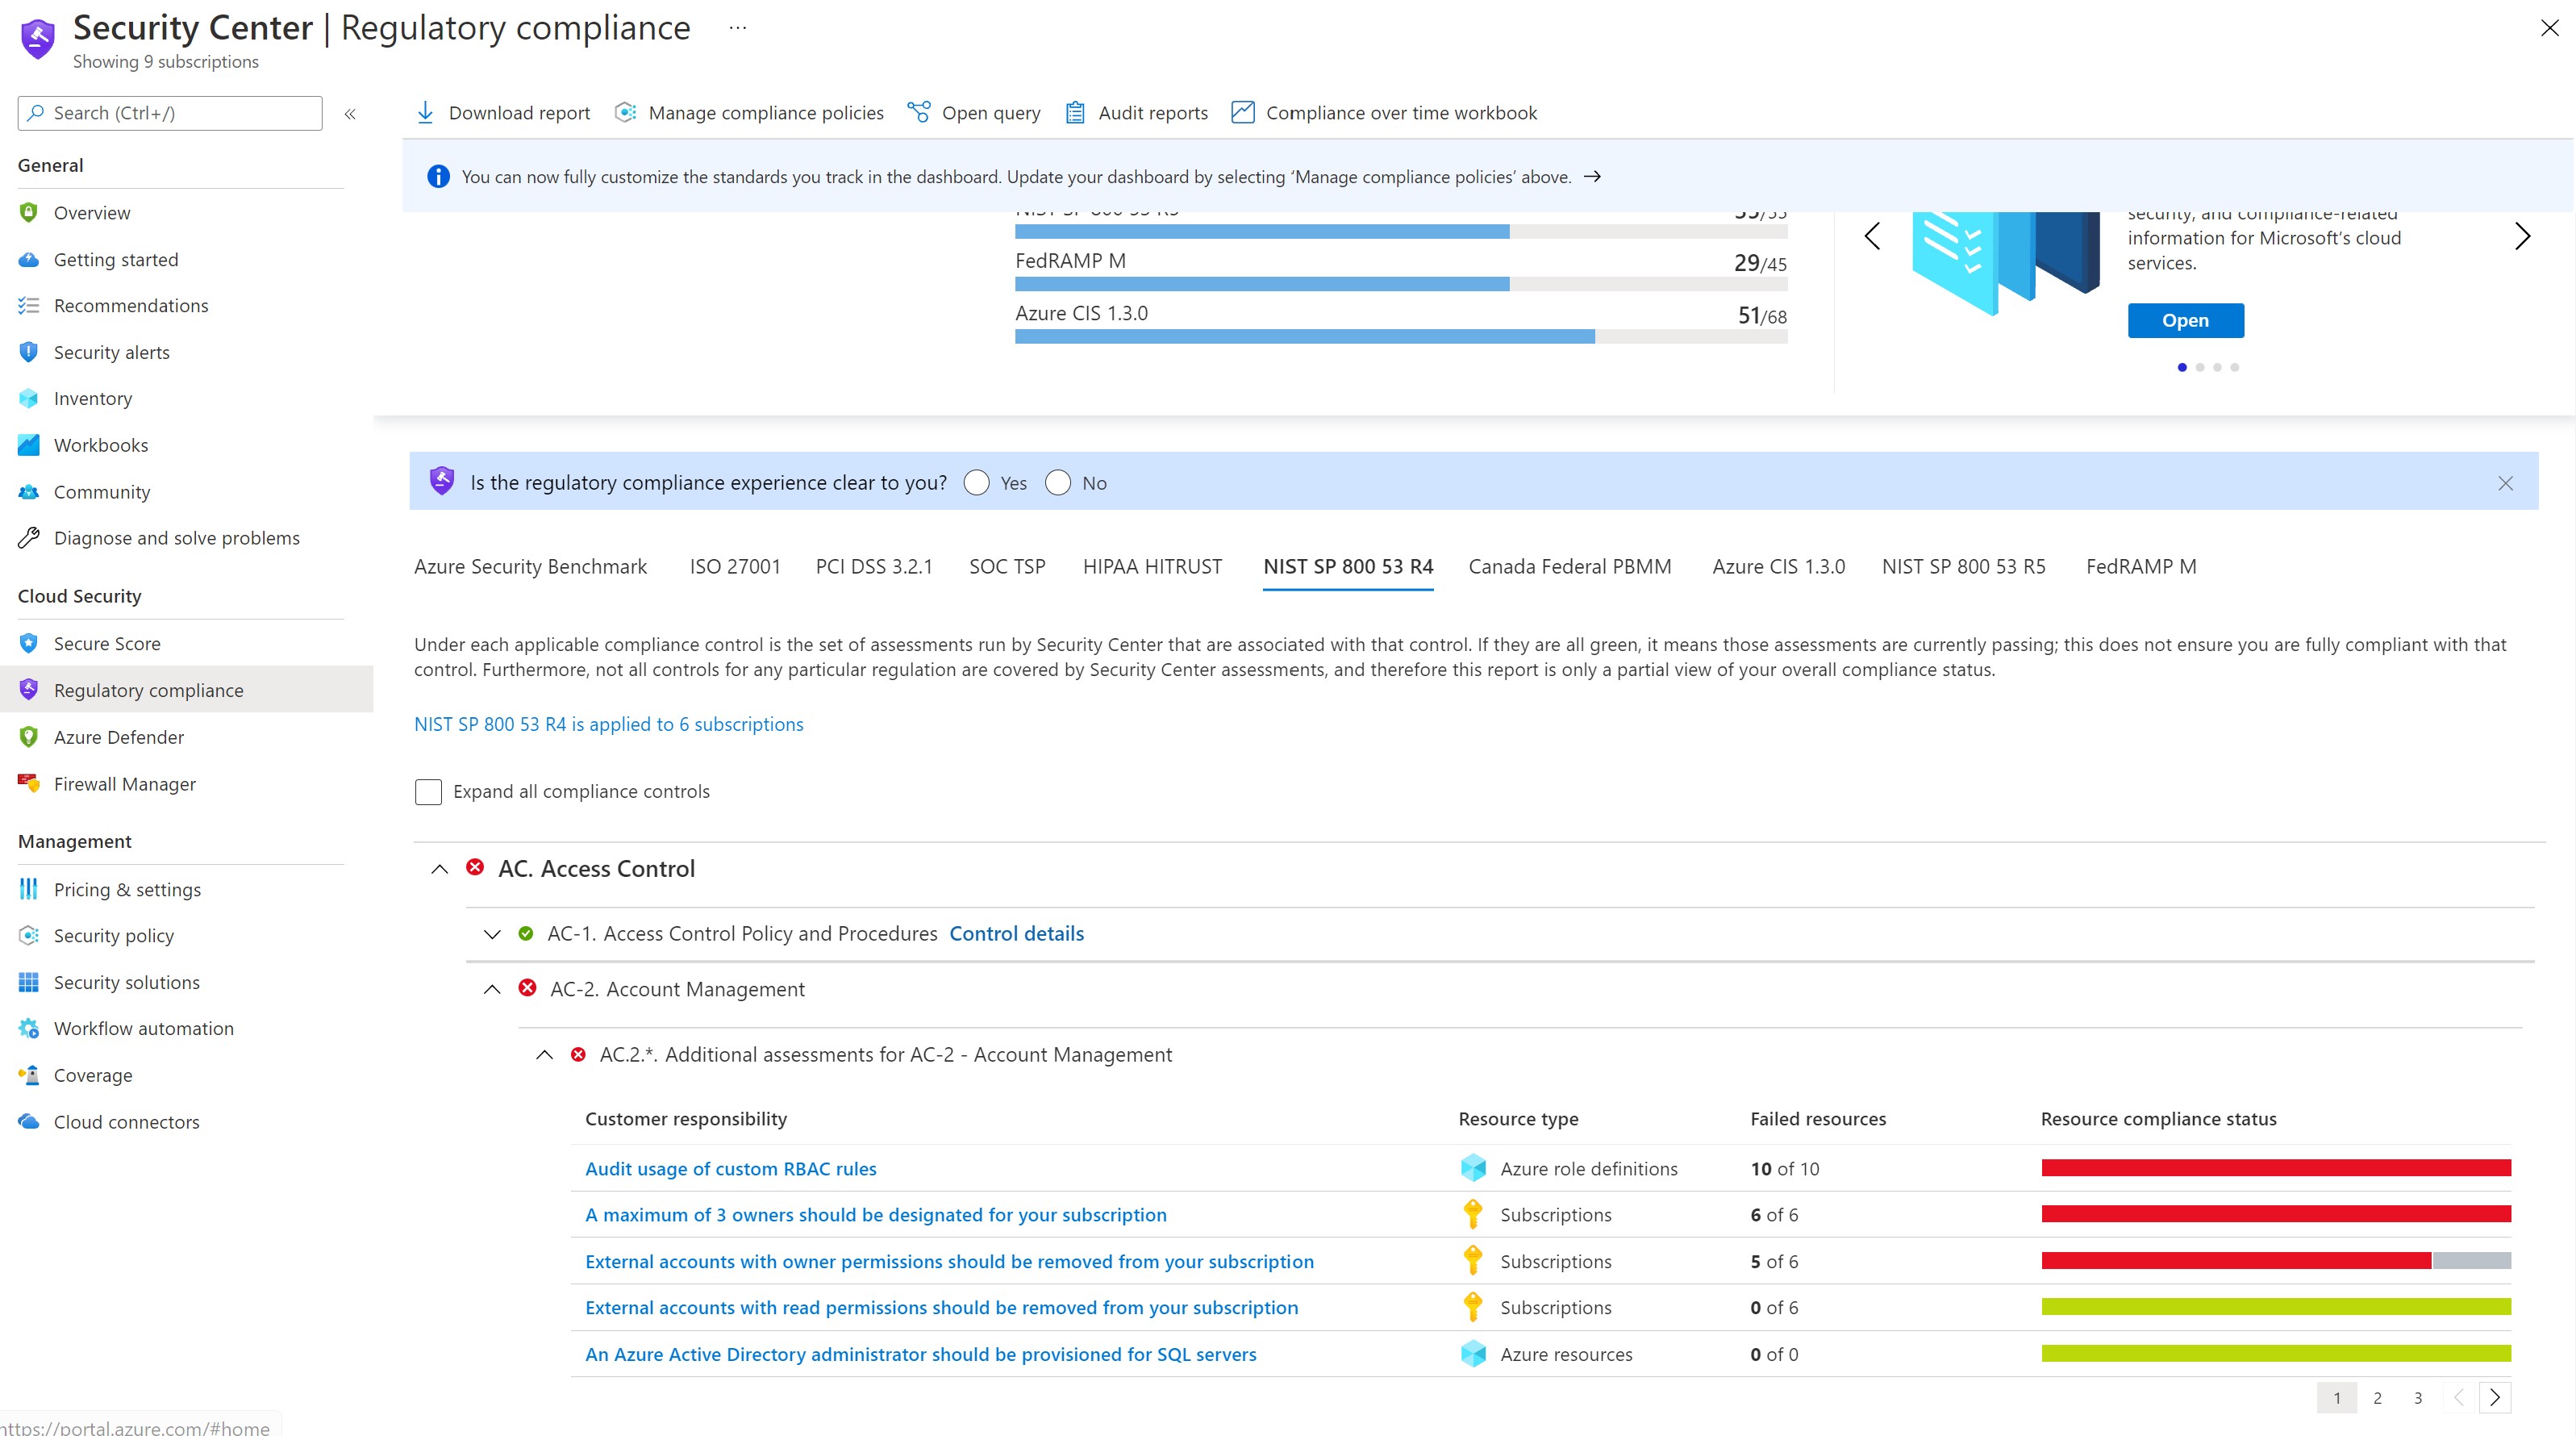 Security Center | Regulatory compliance ...
Showing 9 subscriptions
Search (Ctrl+/)
«
General
Overview
Getting started
Recommendations
Security alerts
Inventory
Workbooks
Community
Diagnose and solve problems
Cloud Security
Secure Score
Regulatory compliance
Azure Defender
Firewall Manager
Management
Pricing & settings
Security policy
Security solutions
Workflow automation
Coverage
Cloud connectors
https://portal.azure.com/#home
Download report Manage compliance policies Open query Audit reports Compliance over time workbook
You can now fully customize the standards you track in the dashboard. Update your dashboard by selecting ‘Manage compliance policies’ above. →
NIST SP 800 53 R5 35/55
FedRAMP M 29/45
Azure CIS 1.3.0 51/68
security, and compliance-related
information for Microsoft’s cloud
services.
Open
Is the regulatory compliance experience clear to you? Yes No
Azure Security Benchmark ISO 27001 PCI DSS 3.2.1 SOC TSP HIPAA HITRUST NIST SP 800 53 R4 Canada Federal PBMM Azure CIS 1.3.0 NIST SP 800 53 R5 FedRAMP M
Under each applicable compliance control is the set of assessments run by Security Center that are associated with that control. If they are all green, it means those assessments are currently passing; this does not ensure you are fully compliant with that
control. Furthermore, not all controls for any particular regulation are covered by Security Center assessments, and therefore this report is only a partial view of your overall compliance status.
NIST SP 800 53 R4 is applied to 6 subscriptions
Expand all compliance controls
AC. Access Control
AC-1. Access Control Policy and Procedures Control details
AC-2. Account Management
AC.2.*. Additional assessments for AC-2 - Account Management
Customer responsibility Resource type Failed resources Resource compliance status
Audit usage of custom RBAC rules Azure role definitions 10 of 10
A maximum of 3 owners should be designated for your subscription Subscriptions 6 of 6
External accounts with owner permissions should be removed from your subscription Subscriptions 5 of 6
External accounts with read permissions should be removed from your subscription Subscriptions 0 of 6
An Azure Active Directory administrator should be provisioned for SQL servers Azure resources 0 of 0
1 2 3